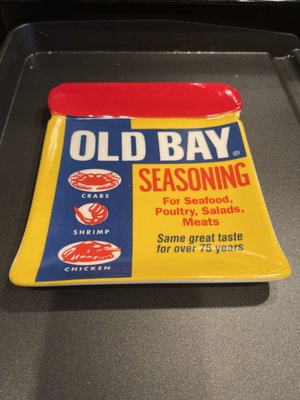 OLD BAY®
SEASONING
CRABS
SHRIMP
CHICKEN
For Seafood,
Poultry, Salads,
Meats
Same great taste
for over 75 years